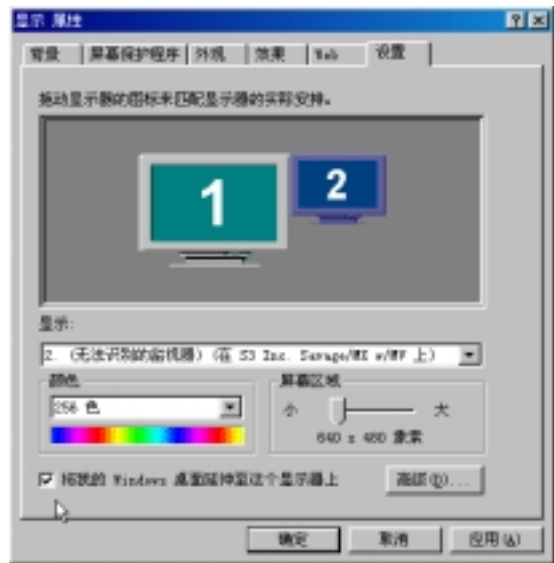 显示 属性
背景 屏幕保护程序 外观 效果 Web 设置
拖动显示器的图标来匹配显示器的实际安排。
1
2
显示:
2. (无法识别的监视器) (在 S3 Inc. Savage/MX w/MV 上)
颜色
屏幕区域
256 色
小 大
640 x 480 像素
将我的 Windows 桌面延伸至这个显示器上
高级(D)...
确定 取消 应用(A)